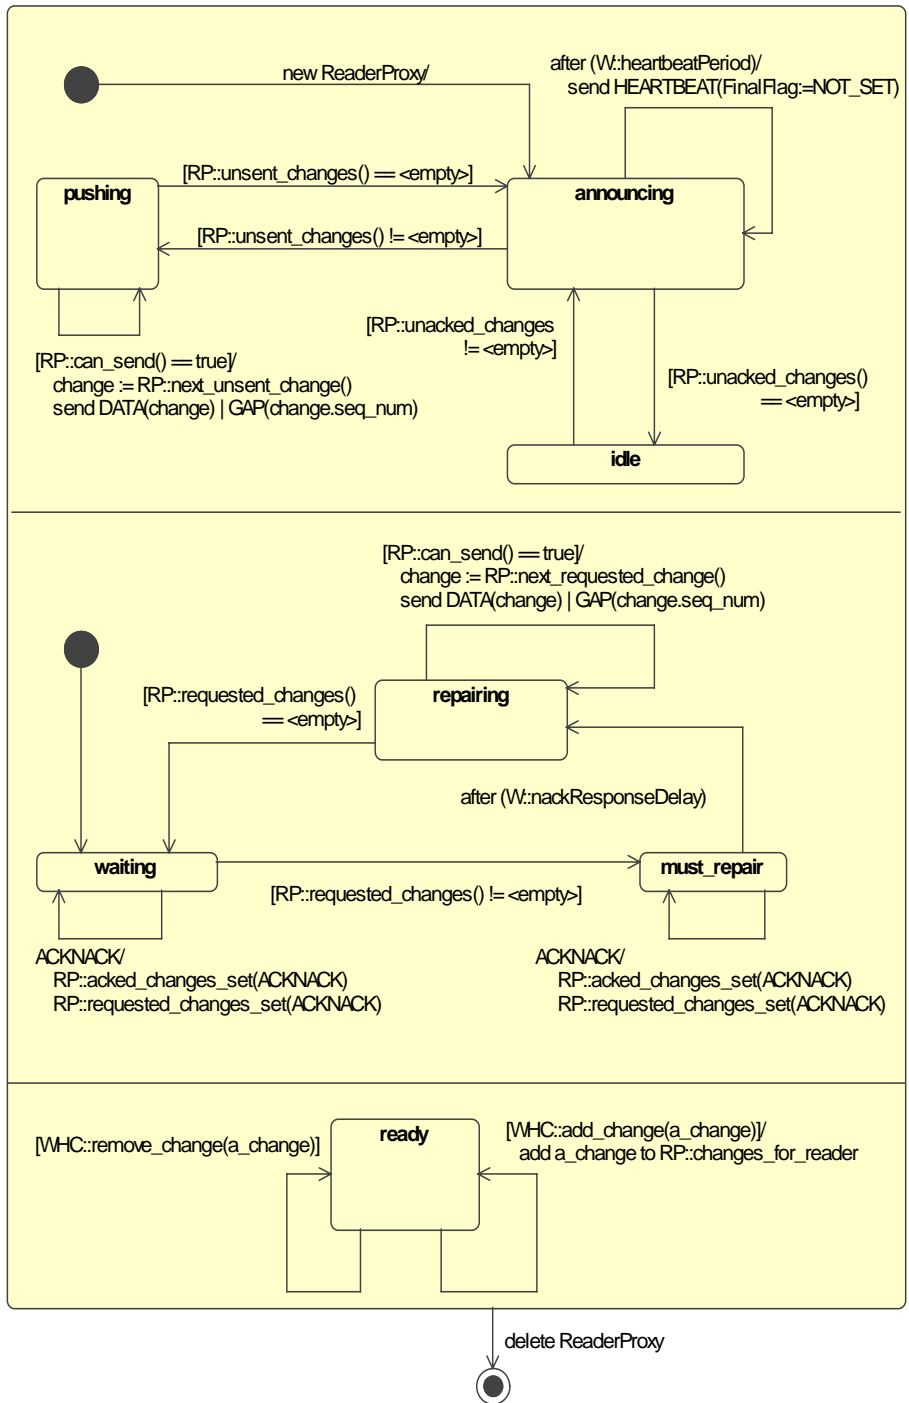 new ReaderProxy/
after (W::heartbeatPeriod)/
send HEARTBEAT(FinalFlag:=NOT_SET)
[RP::unsent_changes() == <empty>]
pushing
announcing
[RP::unsent_changes() != <empty>]
[RP::unacked_changes
!= <empty>]
[RP::can_send() == true]/
change := RP::next_unsent_change()
send DATA(change) | GAP(change.seq_num)
[RP::unacked_changes()
== <empty>]
idle
[RP::can_send() == true]/
change := RP::next_requested_change()
send DATA(change) | GAP(change.seq_num)
[RP::requested_changes()
== <empty>]
repairing
after (W::nackResponseDelay)
waiting
must_repair
[RP::requested_changes() != <empty>]
ACKNACK/
RP::acked_changes_set(ACKNACK)
RP::requested_changes_set(ACKNACK)
ACKNACK/
RP::acked_changes_set(ACKNACK)
RP::requested_changes_set(ACKNACK)
[WHC::remove_change(a_change)]
ready
[WHC::add_change(a_change)]/
add a_change to RP::changes_for_reader
delete ReaderProxy